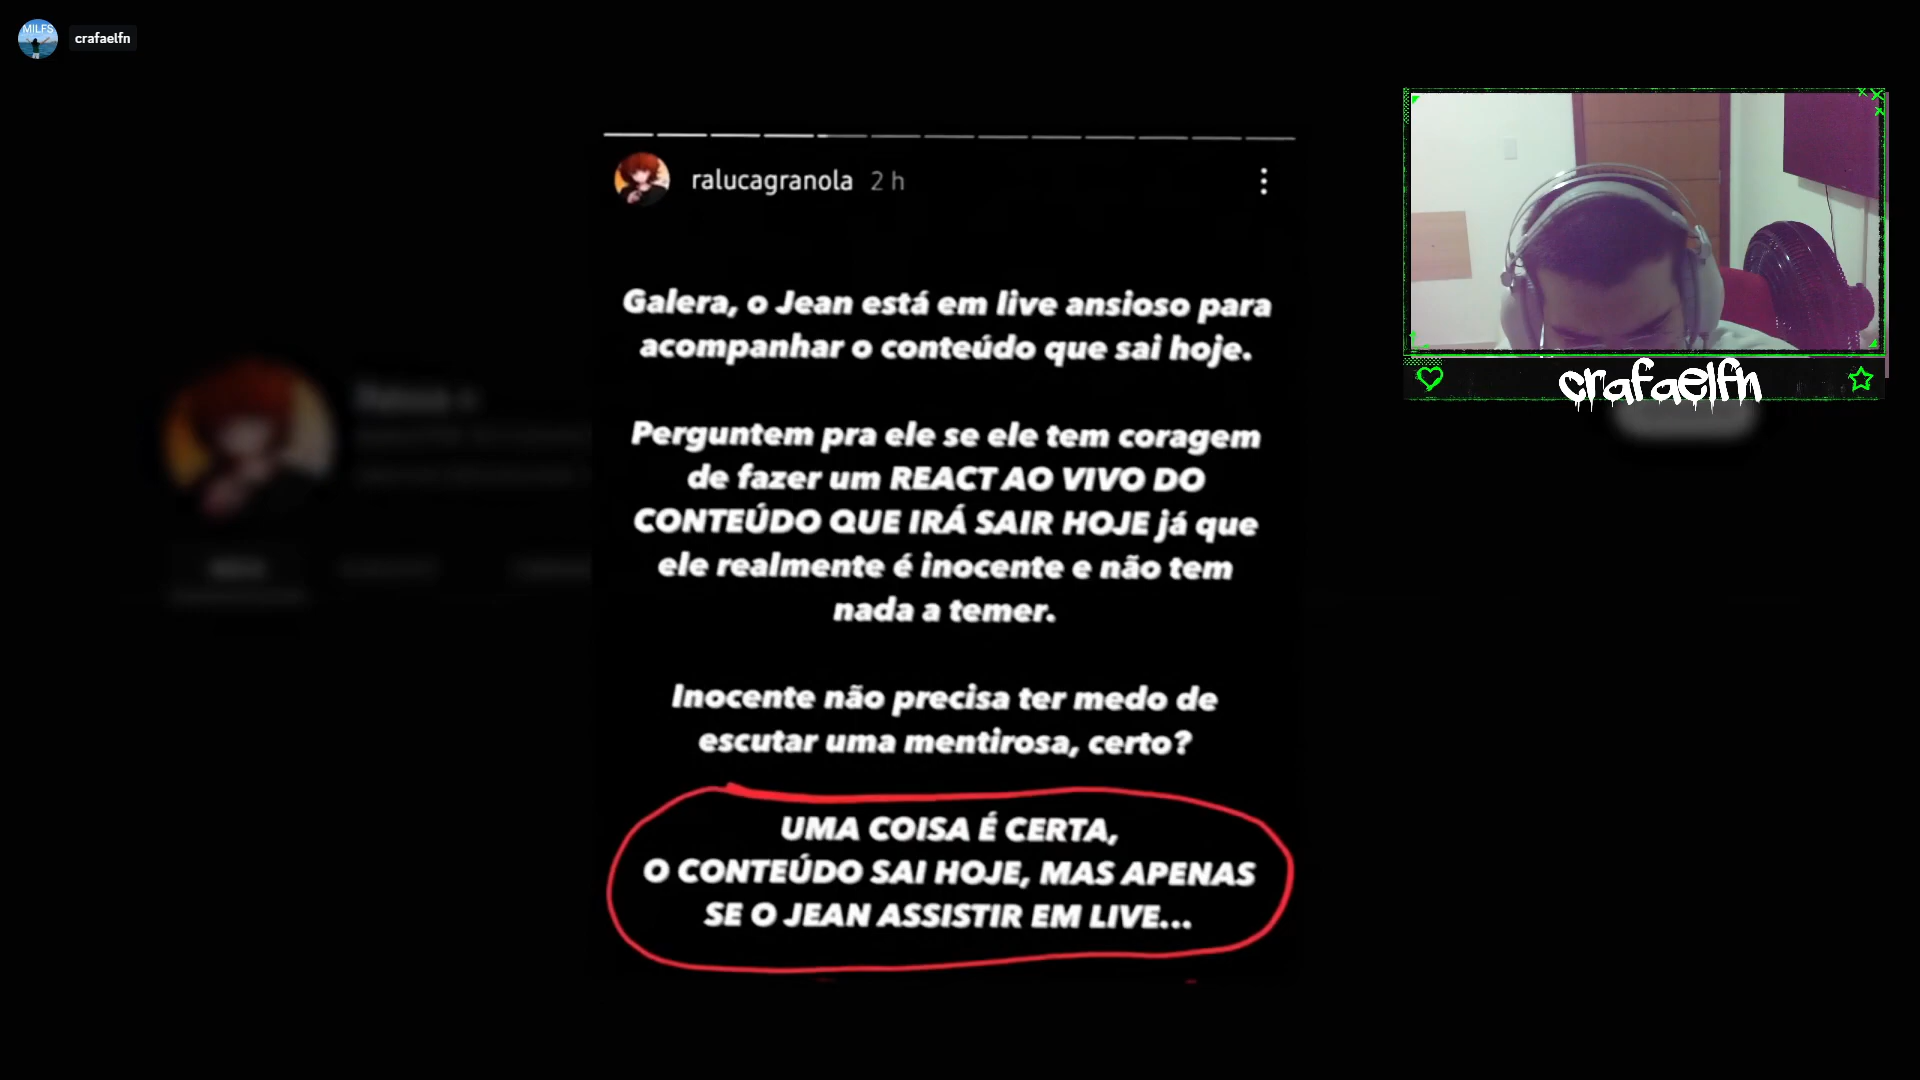 MILFS
crafaelfn
ralucagranola 2 h
Galera, o Jean está em live ansioso para
acompanhar o conteúdo que sai hoje.
Perguntem pra ele se ele tem coragem
de fazer um REACT AO VIVO DO
CONTEÚDO QUE IRÁ SAIR HOJE já que
ele realmente é inocente e não tem
nada a temer.
Inocente não precisa ter medo de
escutar uma mentirosa, certo?
UMA COISA É CERTA,
O CONTEÚDO SAI HOJE, MAS APENAS
SE O JEAN ASSISTIR EM LIVE...
crafaelfn